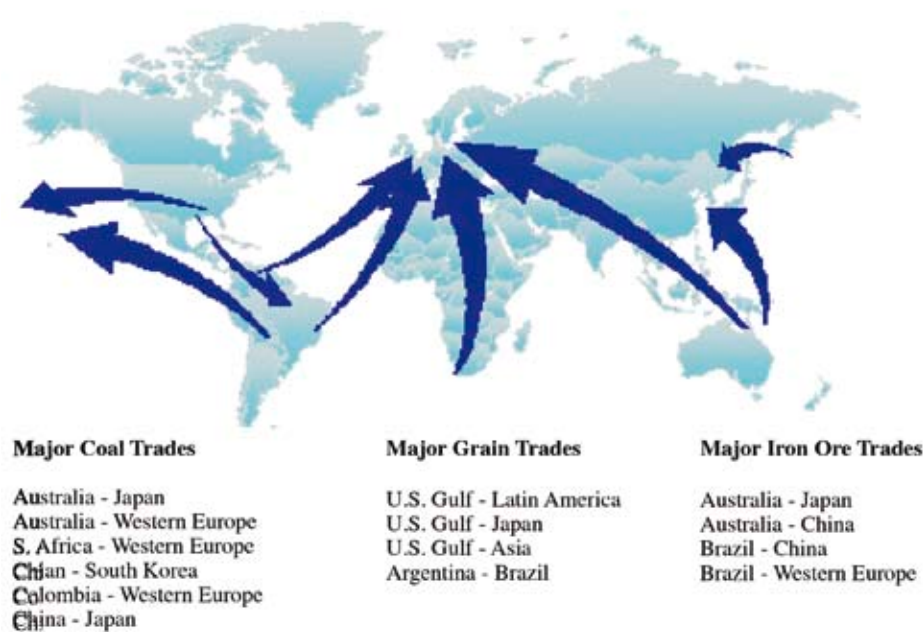 Major Coal Trades
Australia - Japan
Australia - Western Europe
S. Africa - Western Europe
Chian - South Korea
Colombia - Western Europe
China - Japan
Major Grain Trades
U.S. Gulf - Latin America
U.S. Gulf - Japan
U.S. Gulf - Asia
Argentina - Brazil
Major Iron Ore Trades
Australia - Japan
Australia - China
Brazil - China
Brazil - Western Europe